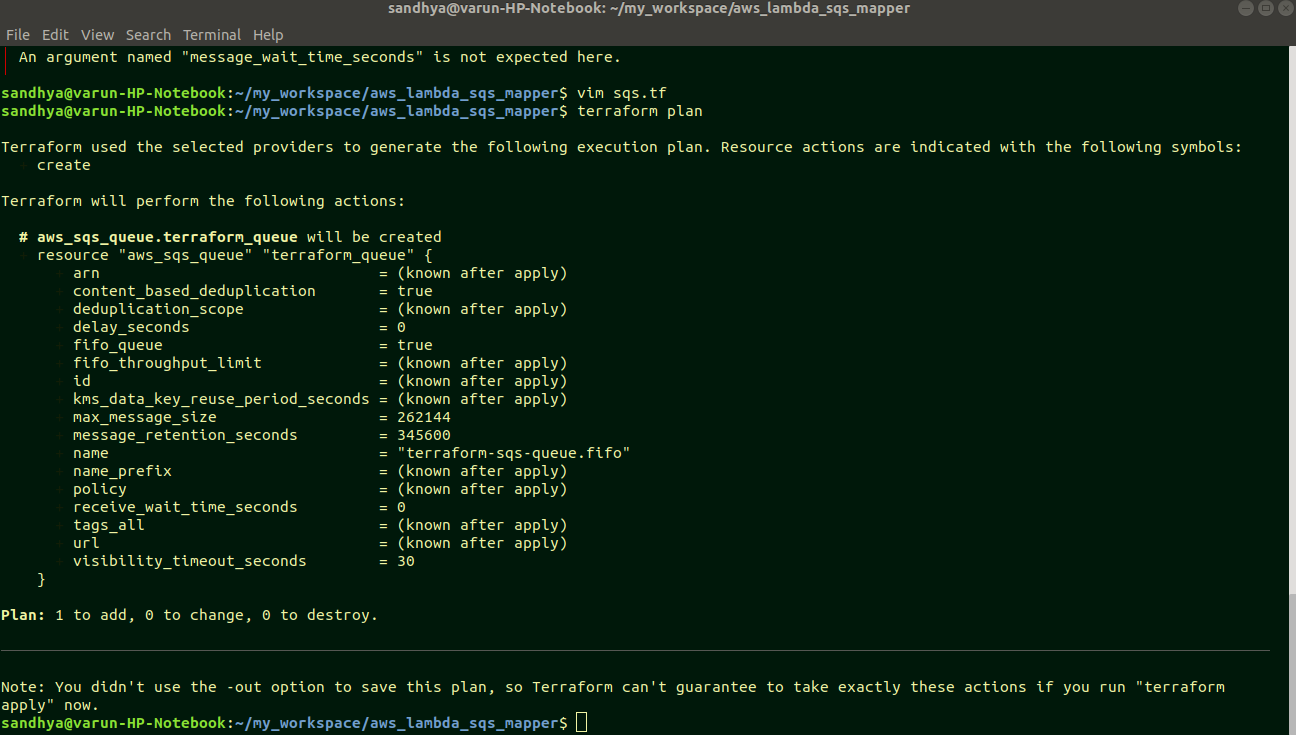 sandhya@varun-HP-Notebook: ~/my_workspace/aws_lambda_sqs_mapper
File Edit View Search Terminal Help
An argument named "message_wait_time_seconds" is not expected here.
sandhya@varun-HP-Notebook:~/my_workspace/aws_lambda_sqs_mapper$ vim sqs.tf
sandhya@varun-HP-Notebook:~/my_workspace/aws_lambda_sqs_mapper$ terraform plan
Terraform used the selected providers to generate the following execution plan. Resource actions are indicated with the following symbols:
+ create
Terraform will perform the following actions:
# aws_sqs_queue.terraform_queue will be created
+ resource "aws_sqs_queue" "terraform_queue" {
+ arn = (known after apply)
+ content_based_deduplication = true
+ deduplication_scope = (known after apply)
+ delay_seconds = 0
+ fifo_queue = true
+ fifo_throughput_limit = (known after apply)
+ id = (known after apply)
+ kms_data_key_reuse_period_seconds = (known after apply)
+ max_message_size = 262144
+ message_retention_seconds = 345600
+ name = "terraform-sqs-queue.fifo"
+ name_prefix = (known after apply)
+ policy = (known after apply)
+ receive_wait_time_seconds = 0
+ tags_all = (known after apply)
+ url = (known after apply)
+ visibility_timeout_seconds = 30
}
Plan: 1 to add, 0 to change, 0 to destroy.
Note: You didn't use the -out option to save this plan, so Terraform can't guarantee to take exactly these actions if you run "terraform
apply" now.
sandhya@varun-HP-Notebook:~/my_workspace/aws_lambda_sqs_mapper$